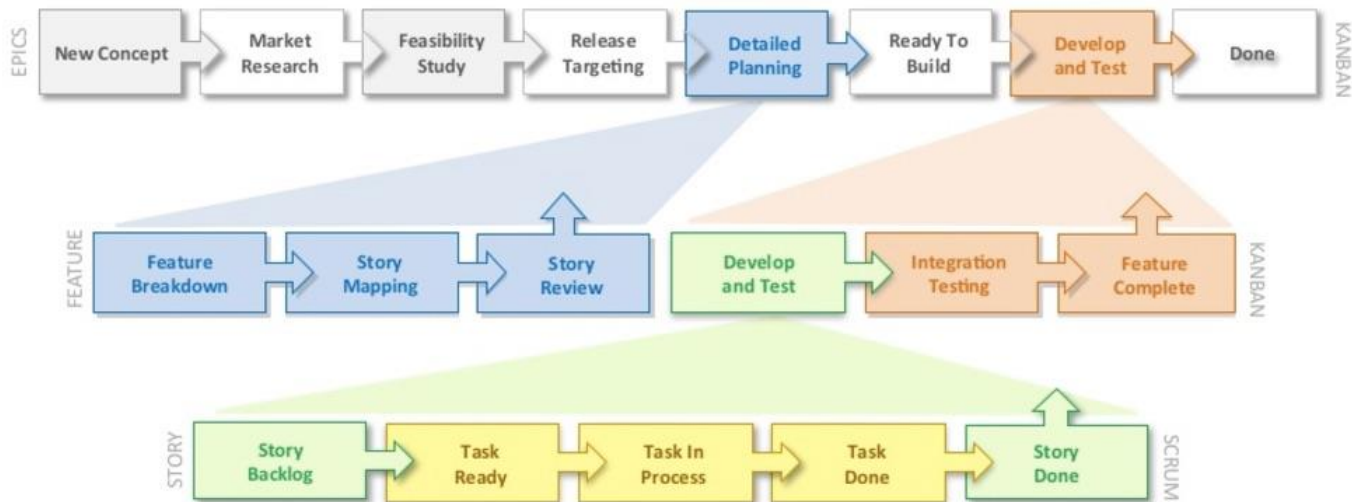 EPICS
New Concept
Market
Research
Feasibility
Study
Release
Targeting
Detailed
Planning
Ready To
Build
Develop
and Test
Done
KANBAN
FEATURE
Feature
Breakdown
Story
Mapping
Story
Review
Develop
and Test
Integration
Testing
Feature
Complete
KANBAN
STORY
Story
Backlog
Task
Ready
Task In
Process
Task
Done
Story
Done
SCRUM